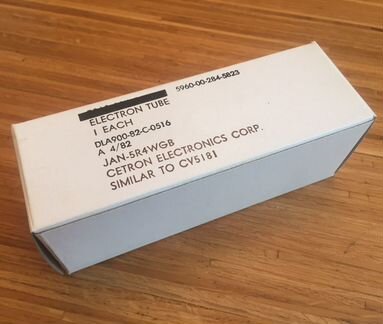 5960-00-284-5823
ELECTRON TUBE
1 EACH
DLA900-82-C-0516
A 4/82
JAN-5R4WGB
CETRON ELECTRONICS CORP.
SIMILAR TO CV5181